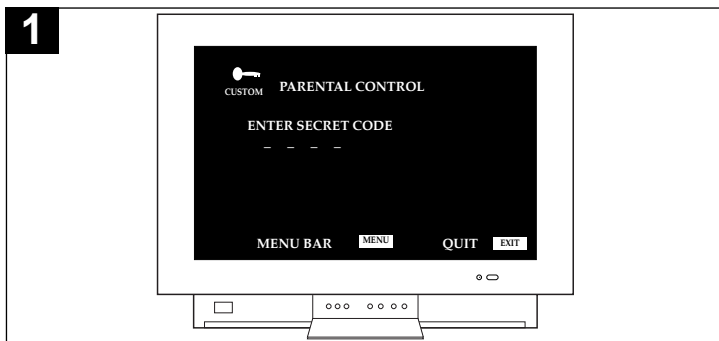 1
CUSTOM PARENTAL CONTROL
ENTER SECRET CODE
_ _ _ _
MENU BAR MENU QUIT EXIT